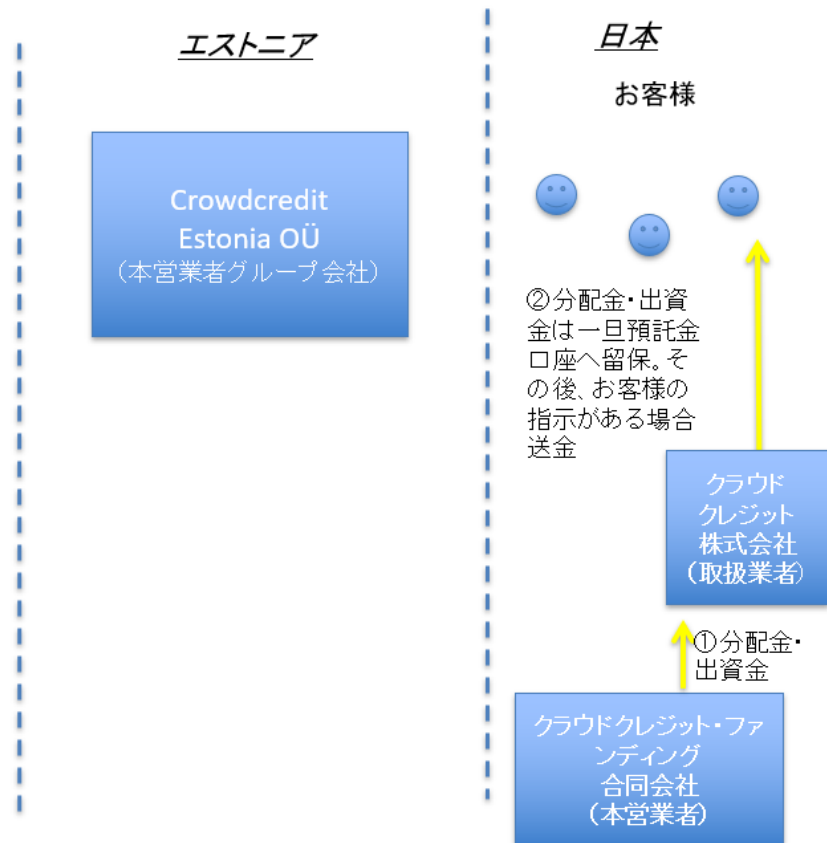 エストニア
日本
お客様
Crowdcredit
Estonia OÜ
（本営業者グループ会社）
②分配金・出資
金は一旦預託金
口座へ留保。そ
の後、お客様の
指示がある場合
送金
クラウド
クレジット
株式会社
（取扱業者）
①分配金・
出資金
クラウドクレジット・ファ
ンディング
合同会社
（本営業者）